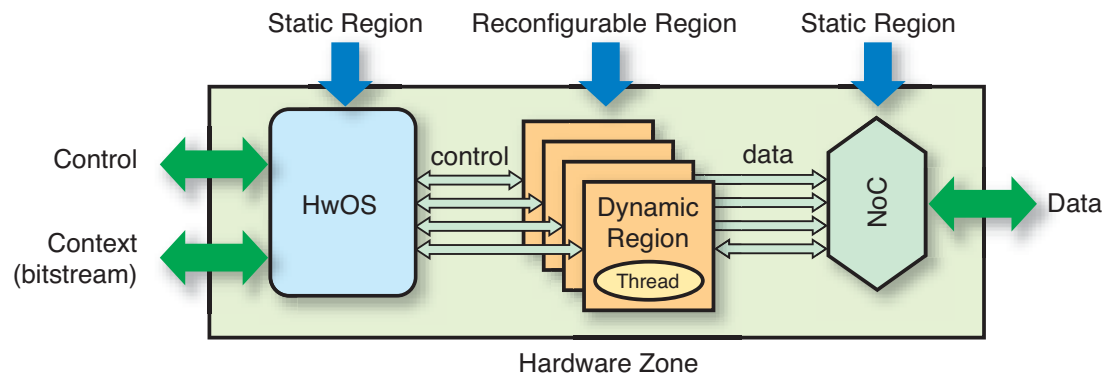 Static Region
Reconfigurable Region
Static Region
Control
control
data
HwOS
Dynamic
Region
NoC
Data
Context
(bitstream)
Thread
Hardware Zone